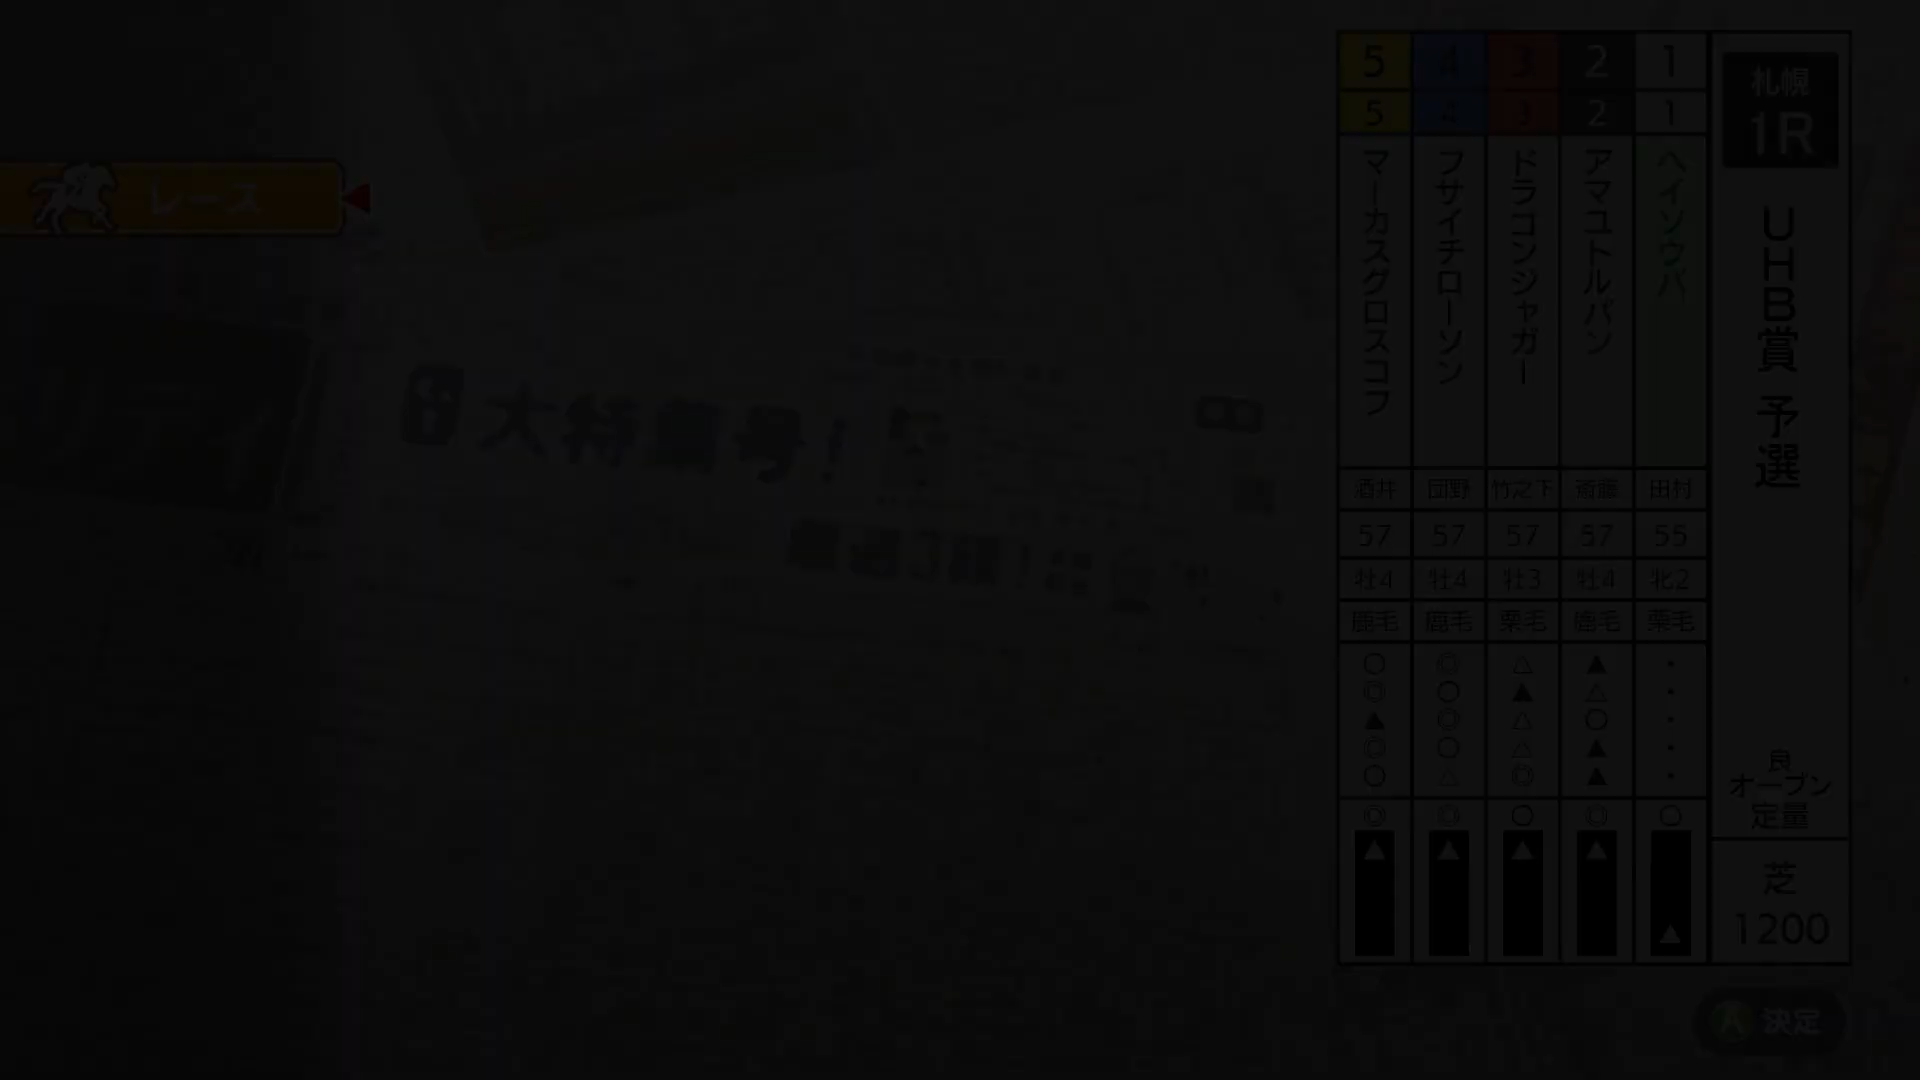 レース
大特集号!
札幌
1R
UHB賞 予選
良
オープン
定量
芝
1200
1
1
ヘイソウバ
田村
55
牝2
栗毛
・
・
・
・
・
○
△
2
2
アマユトルバン
斎藤
57
牡4
鹿毛
▲
△
○
▲
▲
◎
△
3
3
ドラゴンジャガー
竹之下
57
牡3
栗毛
△
▲
△
△
◎
○
△
4
4
フサイチローソン
団野
57
牡4
鹿毛
◎
○
◎
○
△
◎
△
5
5
マーカスグロスコフ
酒井
57
牡4
鹿毛
○
◎
▲
◎
○
◎
△
A 決定